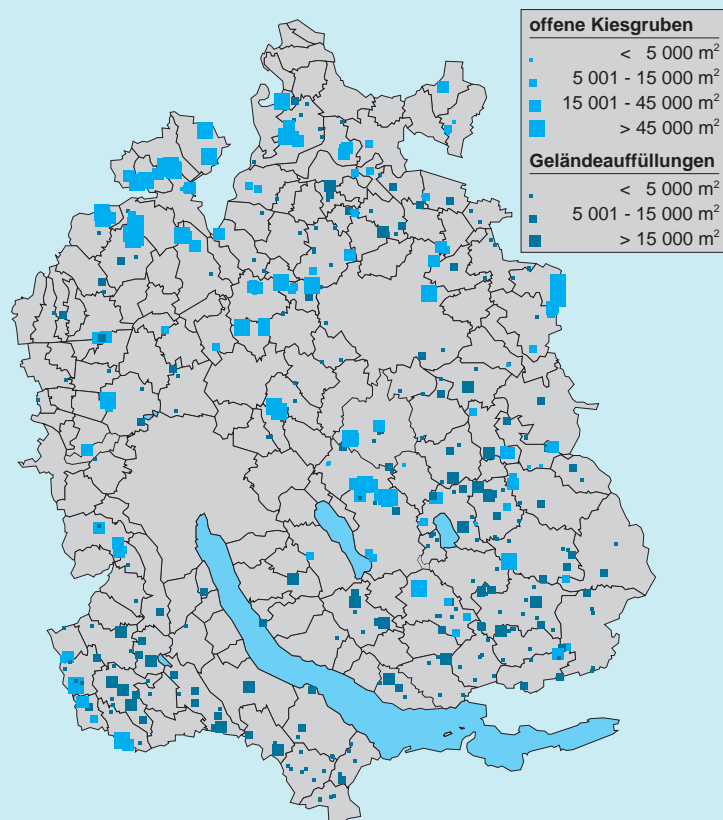 offene Kiesgruben
< 5 000 m²
5 001 - 15 000 m²
15 001 - 45 000 m²
> 45 000 m²
Geländeauffüllungen
< 5 000 m²
5 001 - 15 000 m²
> 15 000 m²